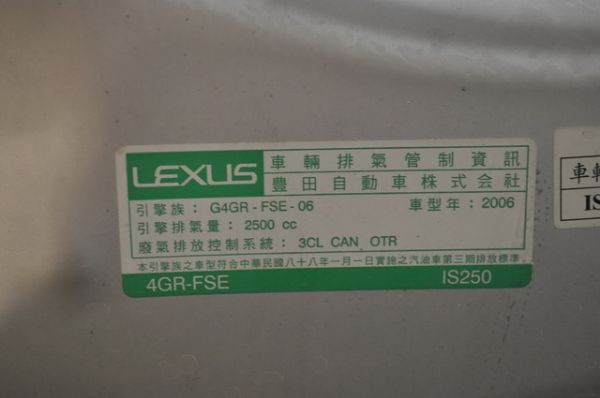 LEXUS
車輛排氣管制資訊
豐田自動車株式会社
引擎族：G4GR-FSE-06 車型年：2006
引擎排氣量：2500 cc
廢氣排放控制系統：3CL CAN OTR
本引擎族之車型符合中華民國八十八年一月一日實施之汽油車第三期排放標準
4GR-FSE IS250
車輛
IS